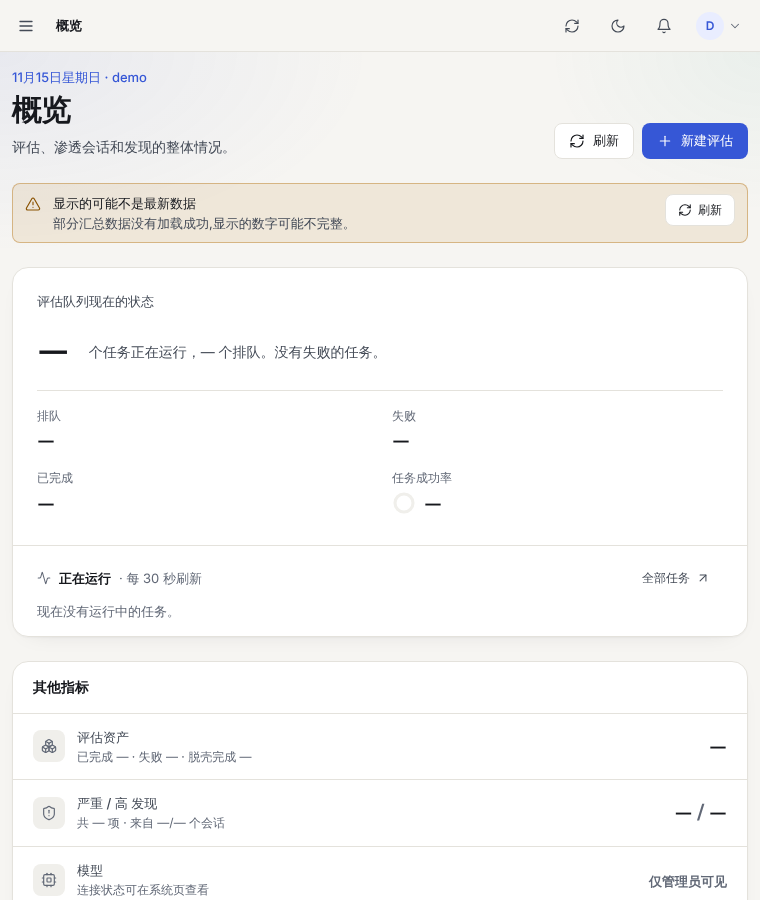 概览
D
11月15日星期日 · demo
概览
评估、渗透会话和发现的整体情况。
刷新
新建评估
显示的可能不是最新数据
部分汇总数据没有加载成功,显示的数字可能不完整。
刷新
评估队列现在的状态
— 个任务正在运行，— 个排队。没有失败的任务。
排队
—
失败
—
已完成
—
任务成功率
—
正在运行 · 每 30 秒刷新
全部任务
现在没有运行中的任务。
其他指标
评估资产
已完成 — · 失败 — · 脱壳完成 —
—
严重 / 高 发现
共 — 项 · 来自 —/— 个会话
— / —
模型
连接状态可在系统页查看
仅管理员可见